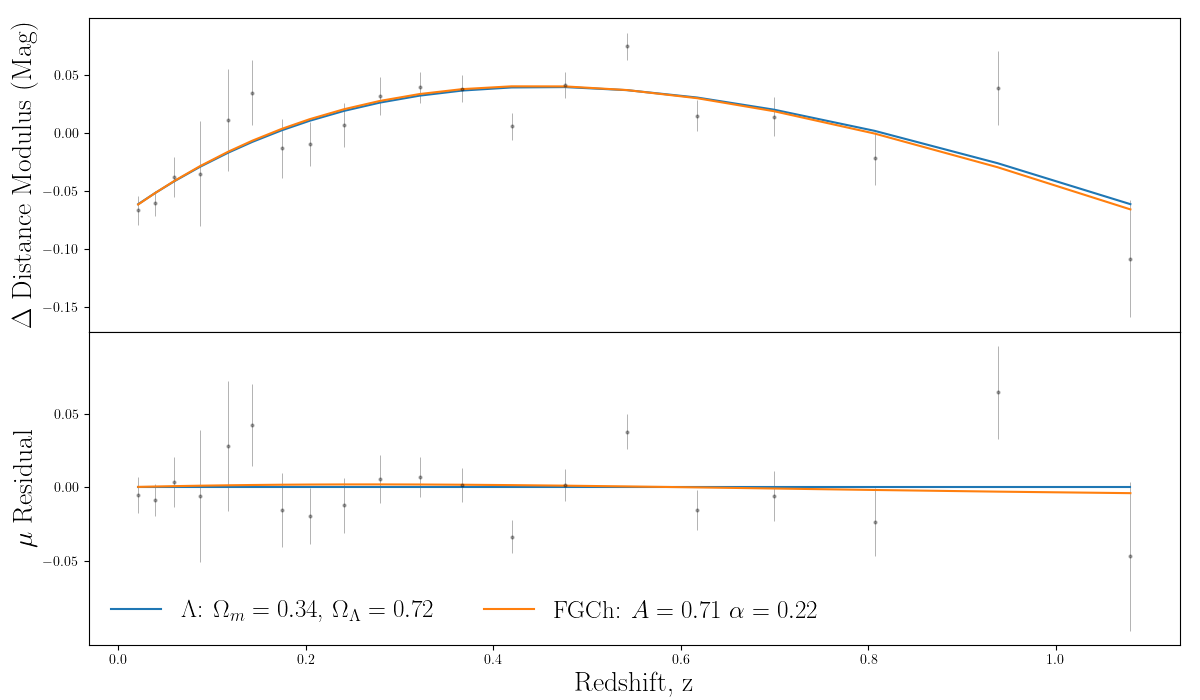 Δ Distance Modulus (Mag)
0.05
0.00
−0.05
−0.10
−0.15
μ Residual
0.05
0.00
−0.05
Λ: Ωₘ = 0.34, Ω_Λ = 0.72
FGCh: A = 0.71 α = 0.22
0.0 0.2 0.4 0.6 0.8 1.0
Redshift, z